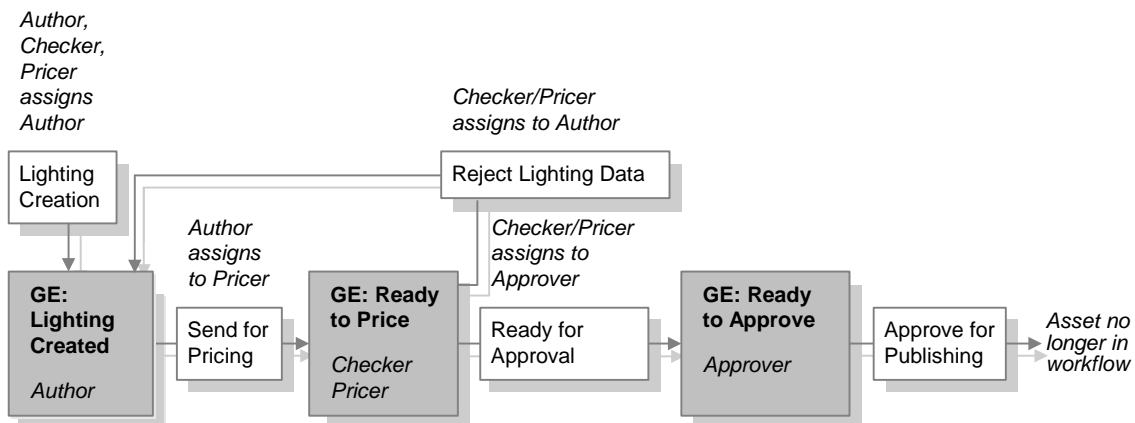 Author,
Checker,
Pricer
assigns
Author
Checker/Pricer
assigns to Author
Lighting
Creation
Reject Lighting Data
Author
assigns
to Pricer
Checker/Pricer
assigns to
Approver
GE:
Lighting
Created
Author
Send for
Pricing
GE: Ready
to Price
Checker
Pricer
Ready for
Approval
GE: Ready
to Approve
Approver
Approve for
Publishing
Asset no
longer in
workflow